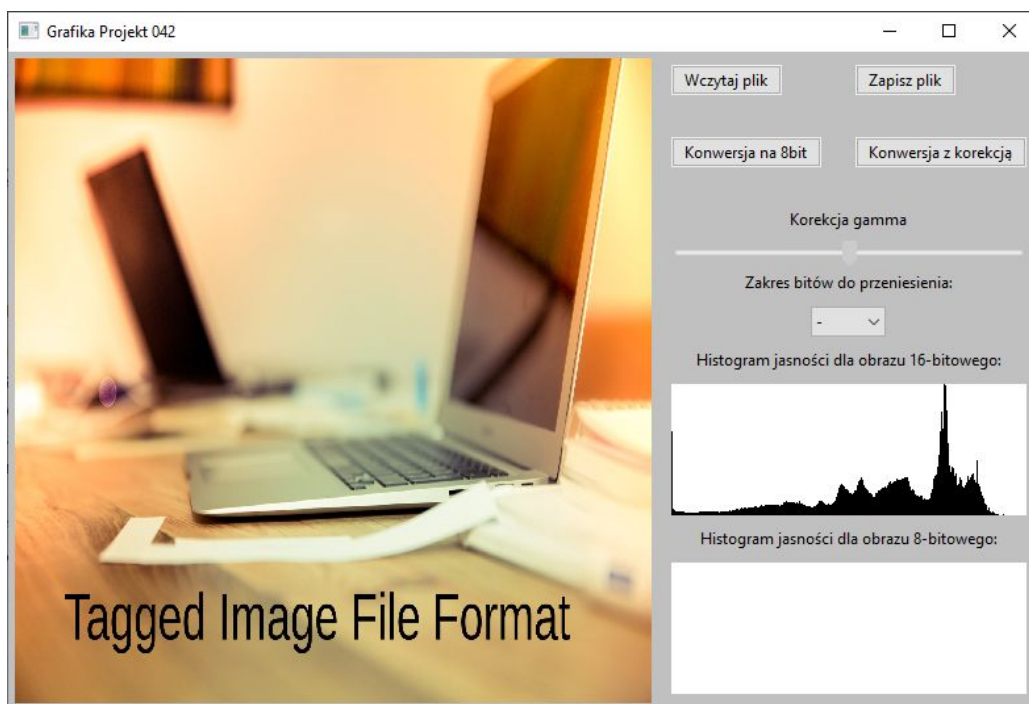 Grafika Projekt 042
Wczytaj plik
Zapisz plik
Konwersja na 8bit
Konwersja z korekcją
Korekcja gamma
Zakres bitów do przeniesienia:
-
Histogram jasności dla obrazu 16-bitowego:
Histogram jasności dla obrazu 8-bitowego:
Tagged Image File Format